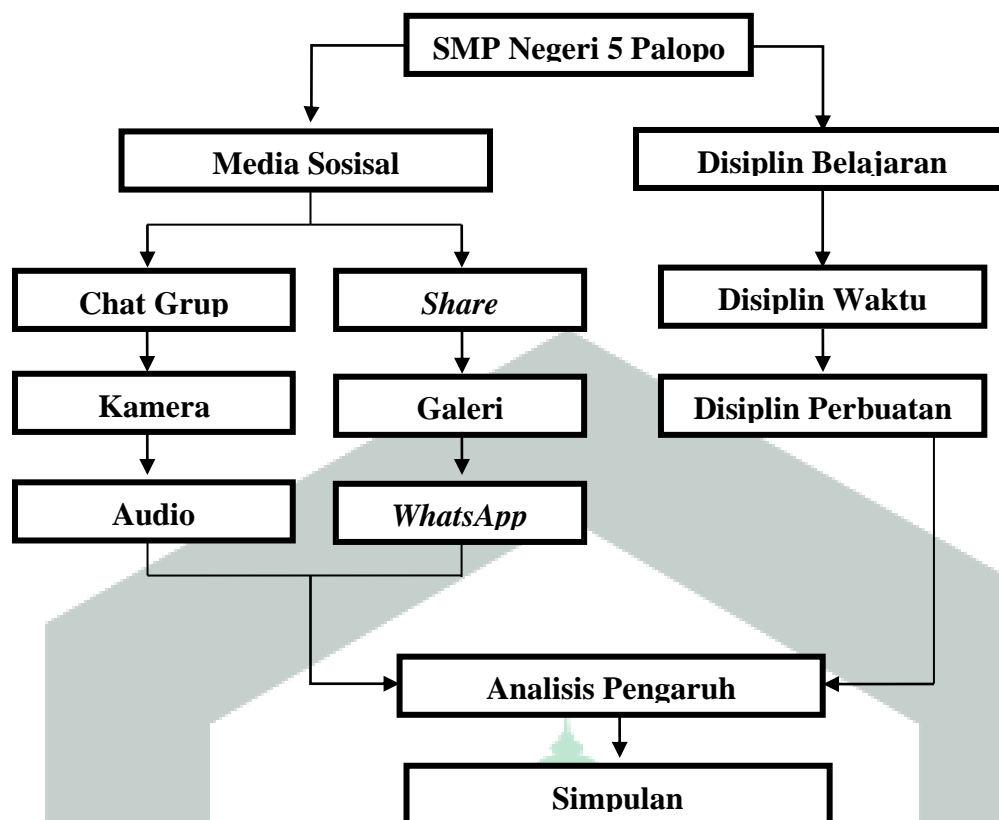 SMP Negeri 5 Palopo
Media Sosisal
Disiplin Belajaran
Chat Grup
Share
Disiplin Waktu
Kamera
Galeri
Disiplin Perbuatan
Audio
WhatsApp
Analisis Pengaruh
Simpulan